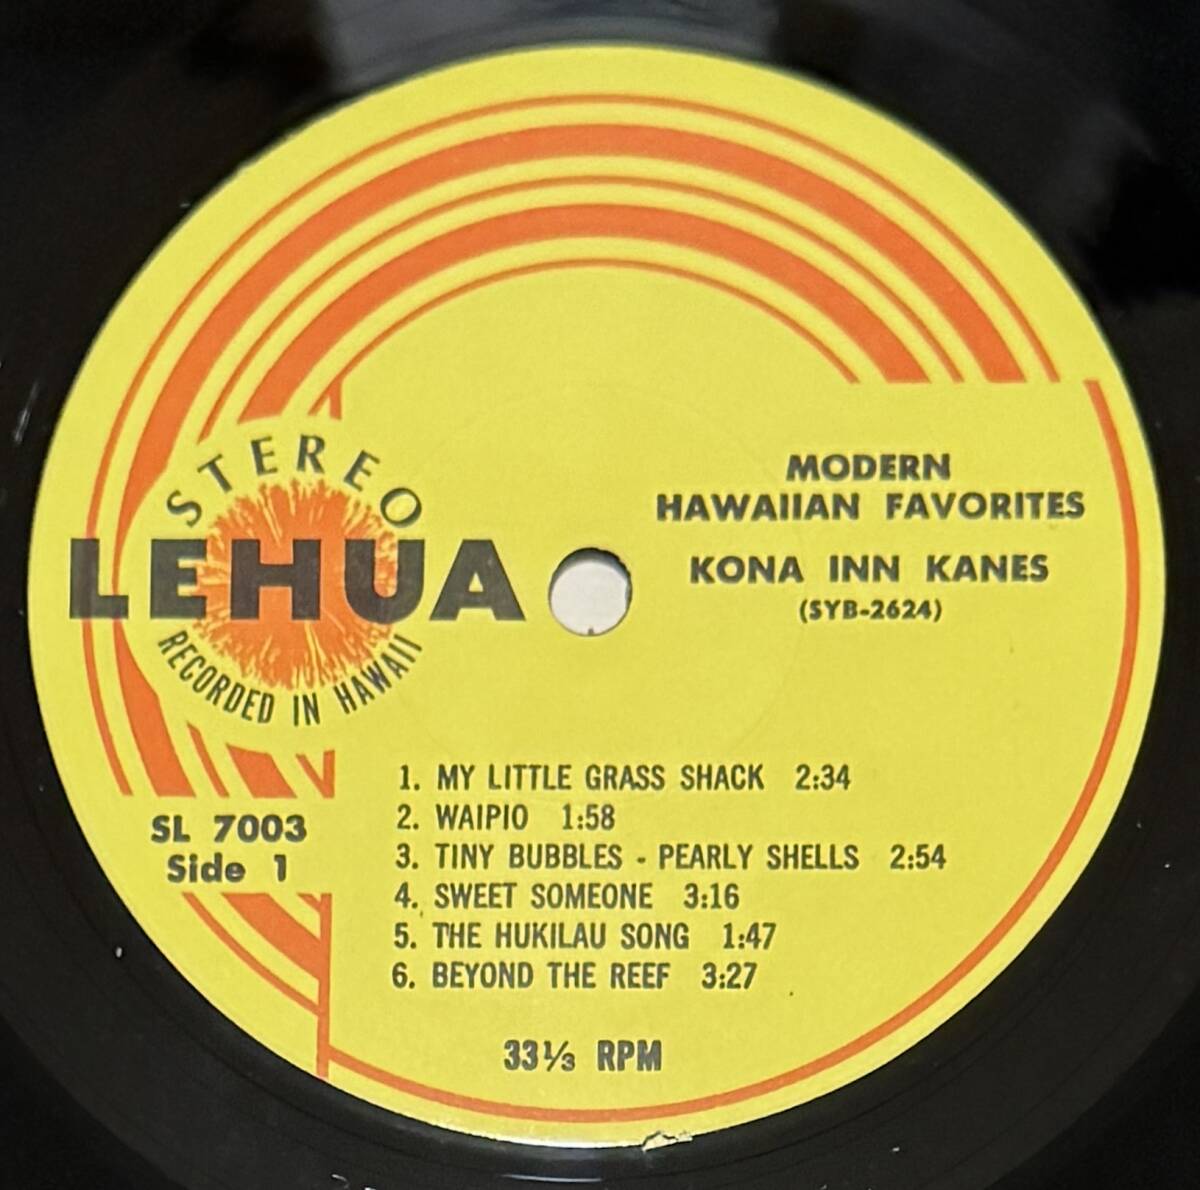 MODERN
HAWAIIAN FAVORITES
KONA INN KANES
(SYB-2624)
STEREO
LEHUA
RECORDED IN HAWAII
SL 7003
Side 1
1. MY LITTLE GRASS SHACK 2:34
2. WAIPIO 1:58
3. TINY BUBBLES - PEARLY SHELLS 2:54
4. SWEET SOMEONE 3:16
5. THE HUKILAU SONG 1:47
6. BEYOND THE REEF 3:27
33⅓ RPM